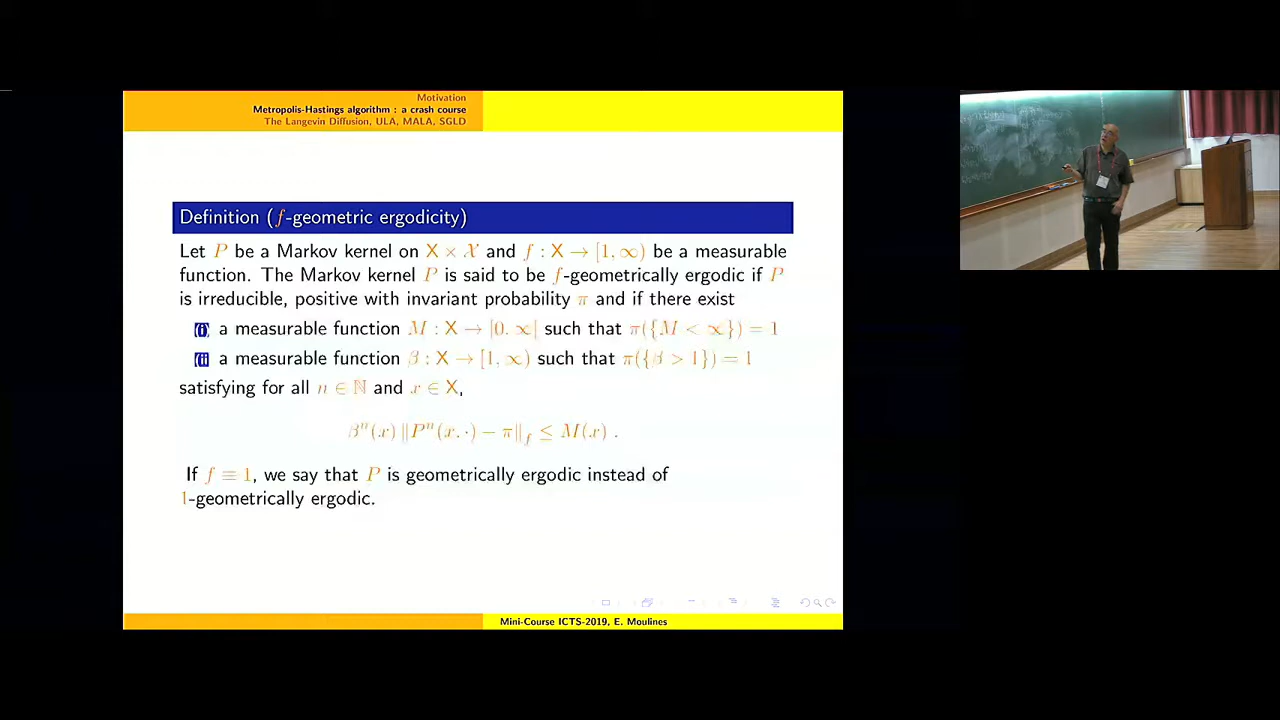 Motivation
Metropolis-Hastings algorithm : a crash course
The Langevin Diffusion, ULA, MALA, SGLD
Definition (f-geometric ergodicity)
Let P be a Markov kernel on X × 𝒳 and f : X → [1, ∞) be a measurable
function. The Markov kernel P is said to be f-geometrically ergodic if P
is irreducible, positive with invariant probability π and if there exist
(i) a measurable function M : X → [0, ∞] such that π({M < ∞}) = 1
(ii) a measurable function β : X → [1, ∞) such that π({β > 1}) = 1
satisfying for all n ∈ ℕ and x ∈ X,
βⁿ(x) ‖Pⁿ(x, ·) − π‖_f ≤ M(x) .
If f ≡ 1, we say that P is geometrically ergodic instead of
1-geometrically ergodic.
Mini-Course ICTS-2019, E. Moulines